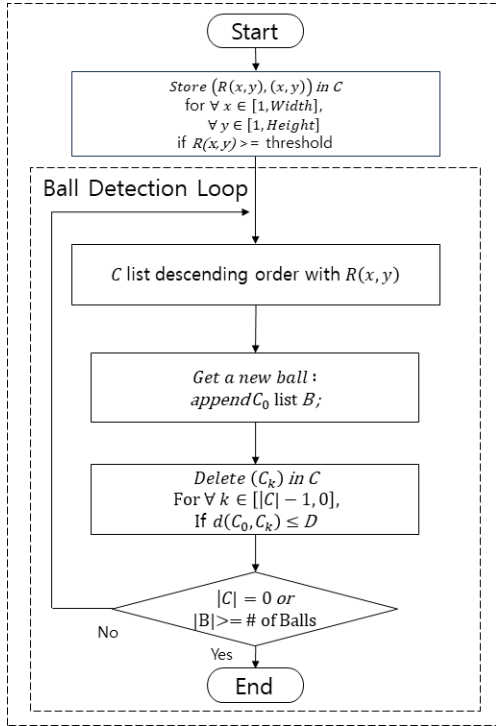 Start
Store (R(x,y), (x,y)) in C
for ∀ x ∈ [1, Width],
∀ y ∈ [1, Height]
if R(x,y) >= threshold
Ball Detection Loop
C list descending order with R(x, y)
Get a new ball :
append C₀ list B;
Delete (Cₖ) in C
For ∀ k ∈ [|C| − 1,0],
If d(C₀, Cₖ) ≤ D
|C| = 0 or
|B|>= # of Balls
No
Yes
End